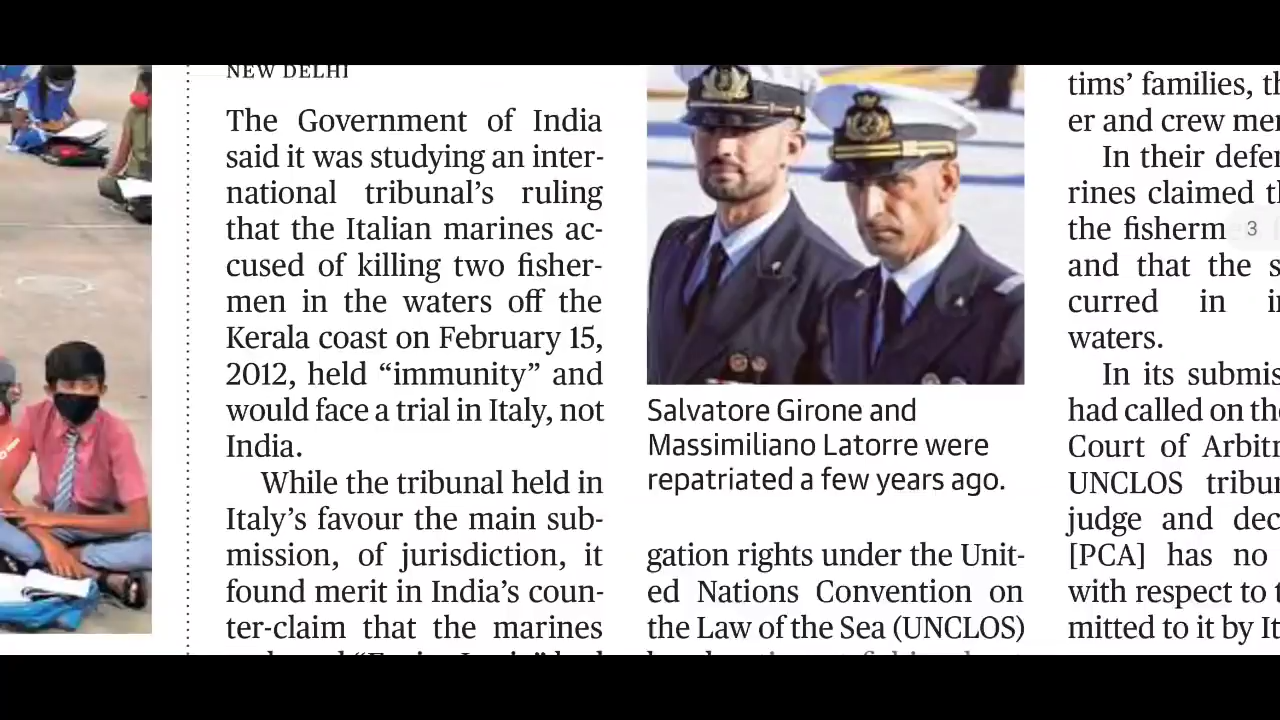 NEW DELHI
The Government of India
said it was studying an inter-
national tribunal's ruling
that the Italian marines ac-
cused of killing two fisher-
men in the waters off the
Kerala coast on February 15,
2012, held “immunity” and
would face a trial in Italy, not
India.
While the tribunal held in
Italy's favour the main sub-
mission, of jurisdiction, it
found merit in India's coun-
ter-claim that the marines
Salvatore Girone and
Massimiliano Latorre were
repatriated a few years ago.
gation rights under the Unit-
ed Nations Convention on
the Law of the Sea (UNCLOS)
tims' families, th
er and crew mem
In their defen
rines claimed th
the fisherm
3
and that the s
curred in i
waters.
In its submis
had called on the
Court of Arbitr
UNCLOS tribun
judge and dec
[PCA] has no
with respect to t
mitted to it by It